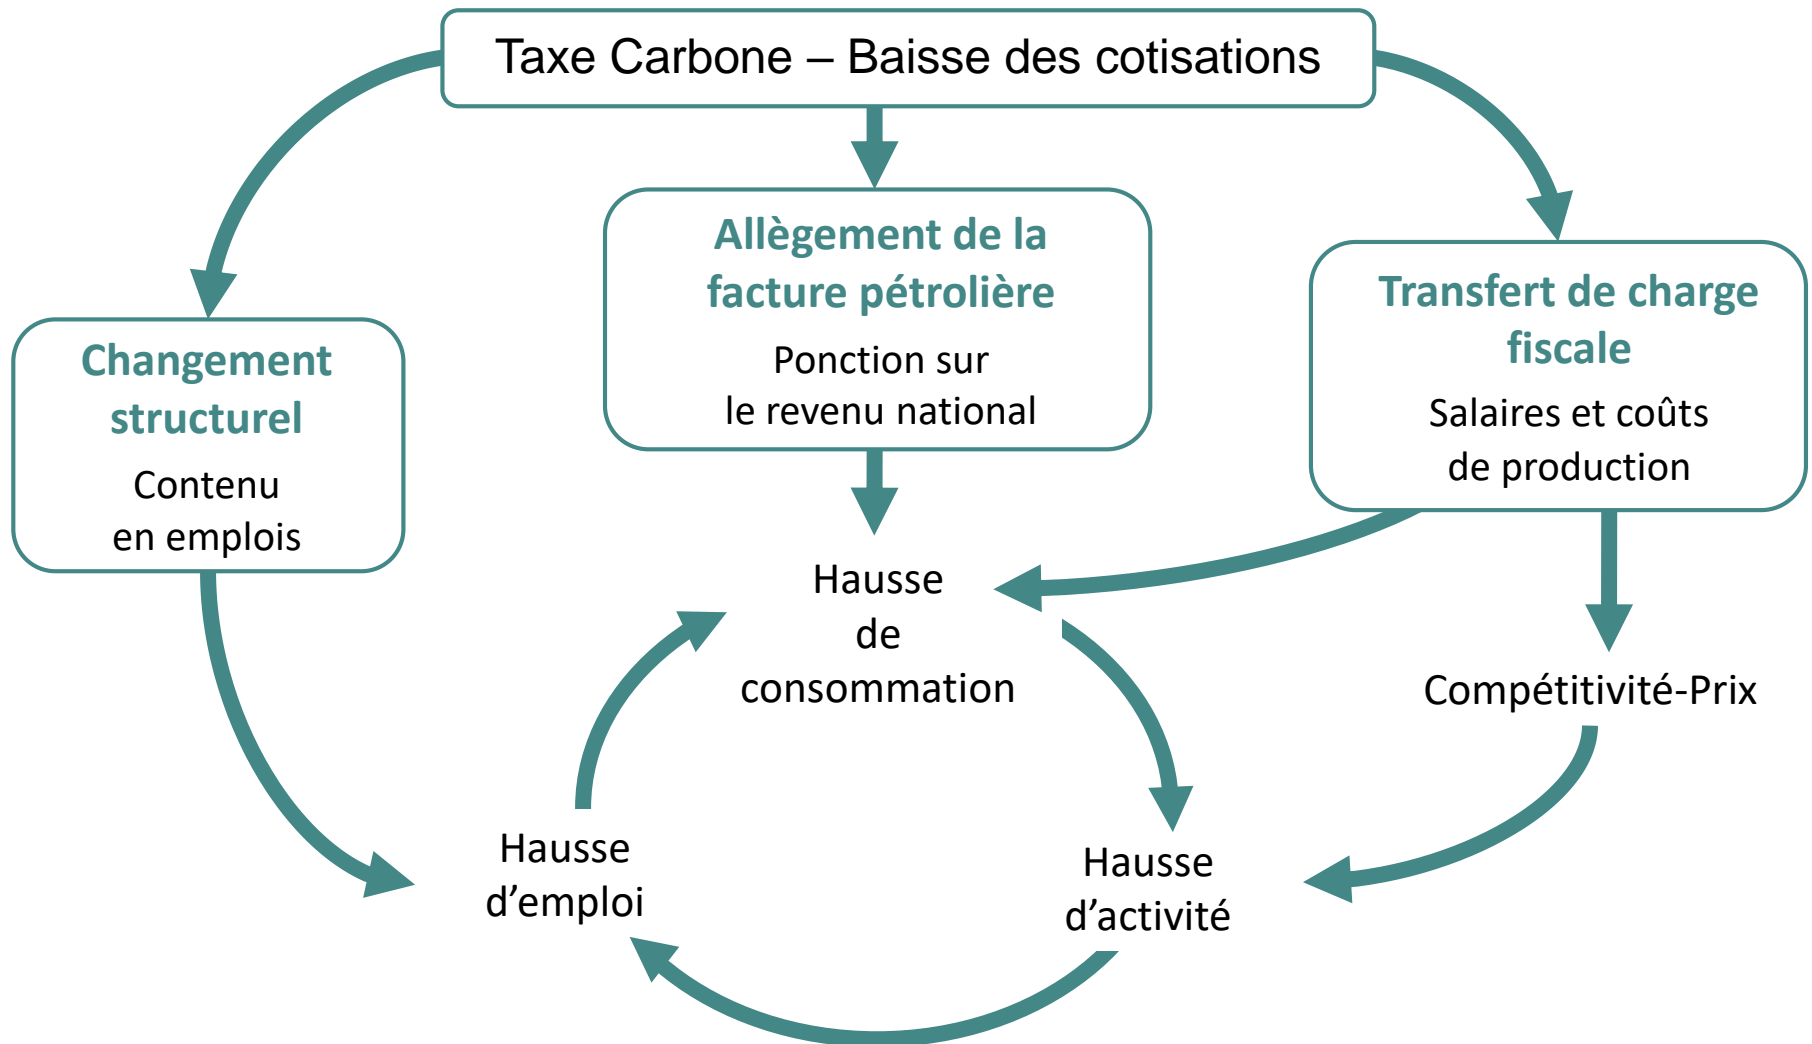 Taxe Carbone – Baisse des cotisations
Allègement de la
facture pétrolière
Ponction sur
le revenu national
Transfert de charge
fiscale
Salaires et coûts
de production
Changement
structurel
Contenu
en emplois
Hausse
de
consommation
Compétitivité-Prix
Hausse
d’emploi
Hausse
d’activité